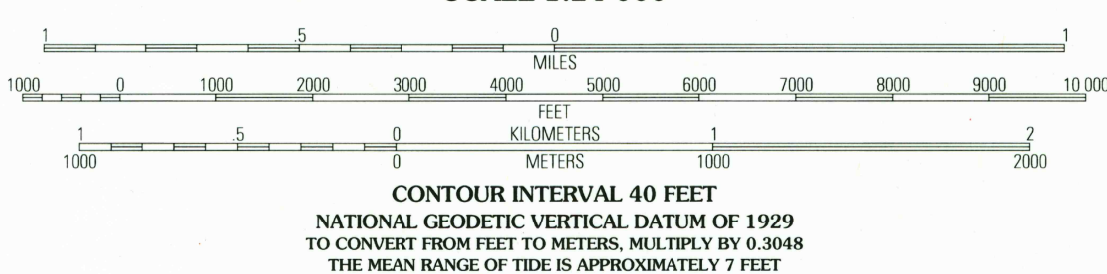 1 .5 0 1
MILES
1000 0 1000 2000 3000 4000 5000 6000 7000 8000 9000 10 000
FEET
1 .5 0 KILOMETERS 1 2
1000 0 METERS 1000 2000
CONTOUR INTERVAL 40 FEET
NATIONAL GEODETIC VERTICAL DATUM OF 1929
TO CONVERT FROM FEET TO METERS, MULTIPLY BY 0.3048
THE MEAN RANGE OF TIDE IS APPROXIMATELY 7 FEET